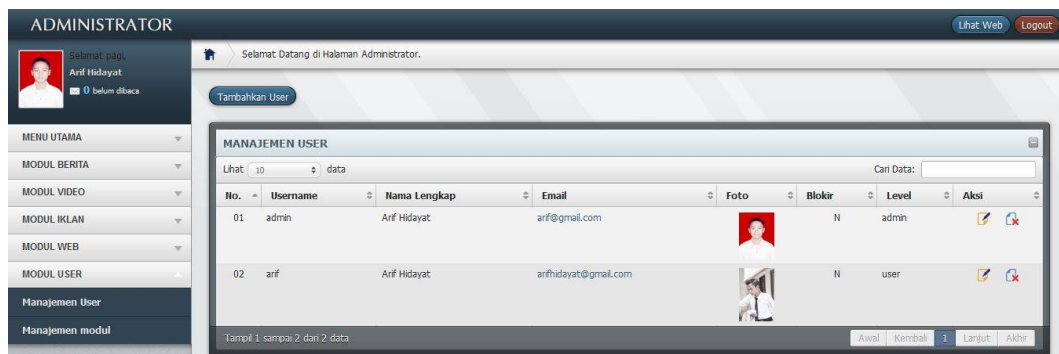 ADMINISTRATOR
Lihat Web
Logout
Selamat pagi,
Arif Hidayat
0 belum dibaca
Selamat Datang di Halaman Administrator.
Tambahkan User
MENU UTAMA
MODUL BERITA
MODUL VIDEO
MODUL IKLAN
MODUL WEB
MODUL USER
Manajemen User
Manajemen modul
MANAJEMEN USER
Lihat 10 data
Cari Data:
No. Username Nama Lengkap Email Foto Blokir Level Aksi
01 admin Arif Hidayat arif@gmail.com N admin
02 arif Arif Hidayat arifhidayat@gmail.com N user
Tampil 1 sampai 2 dari 2 data
Awal Kembali 1 Lanjut Akhir